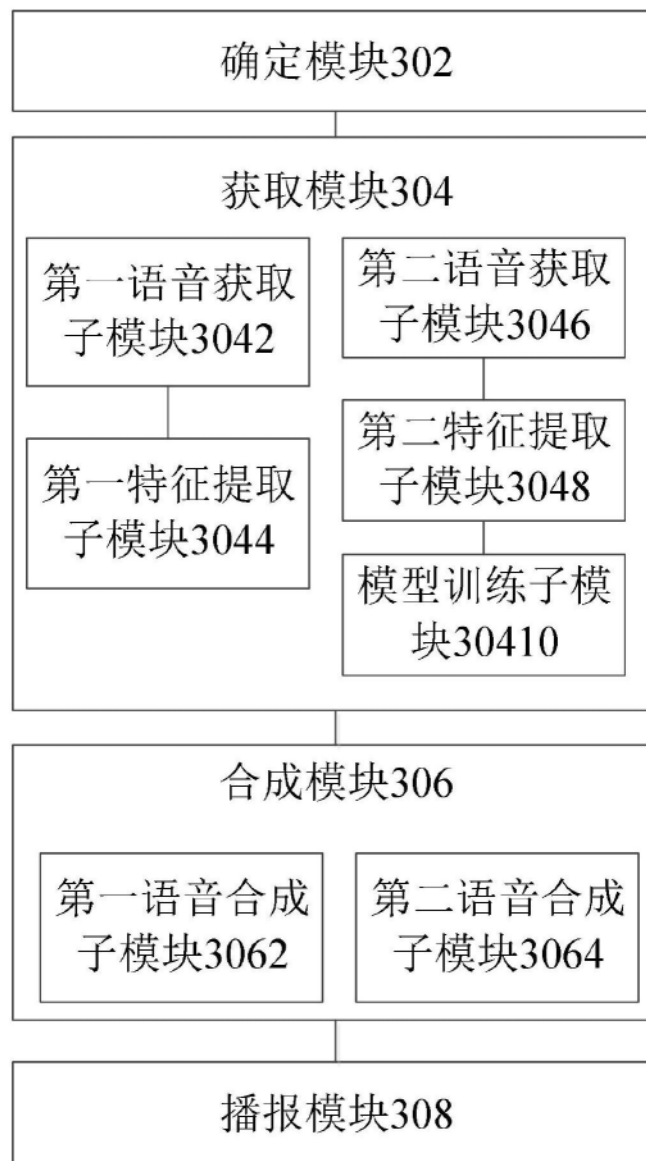 确定模块302
获取模块304
第一语音获取
子模块3042
第一特征提取
子模块3044
第二语音获取
子模块3046
第二特征提取
子模块3048
模型训练子模
块30410
合成模块306
第一语音合成
子模块3062
第二语音合成
子模块3064
播报模块308